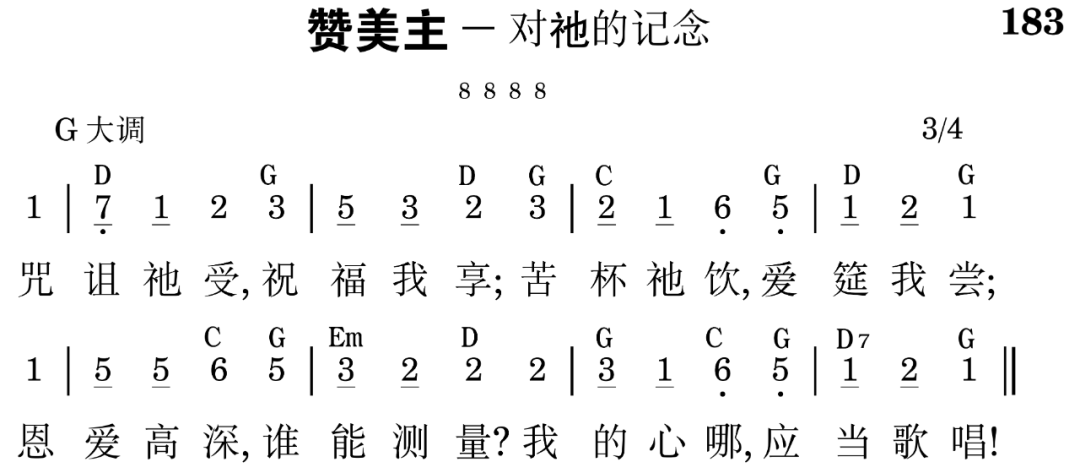 赞美主－对祂的记念 183
8 8 8 8
G 大调 3/4
D G D G C G D G
1 | 7 1 2 3 | 5 3 2 3 | 2 1 6 5 | 1 2 1
咒 诅 祂 受, 祝 福 我 享; 苦 杯 祂 饮, 爱 筵 我 尝;
C G Em D G C G D7 G
1 | 5 5 6 5 | 3 2 2 2 | 3 1 6 5 | 1 2 1 ‖
恩 爱 高 深, 谁 能 测 量? 我 的 心 哪, 应 当 歌 唱!